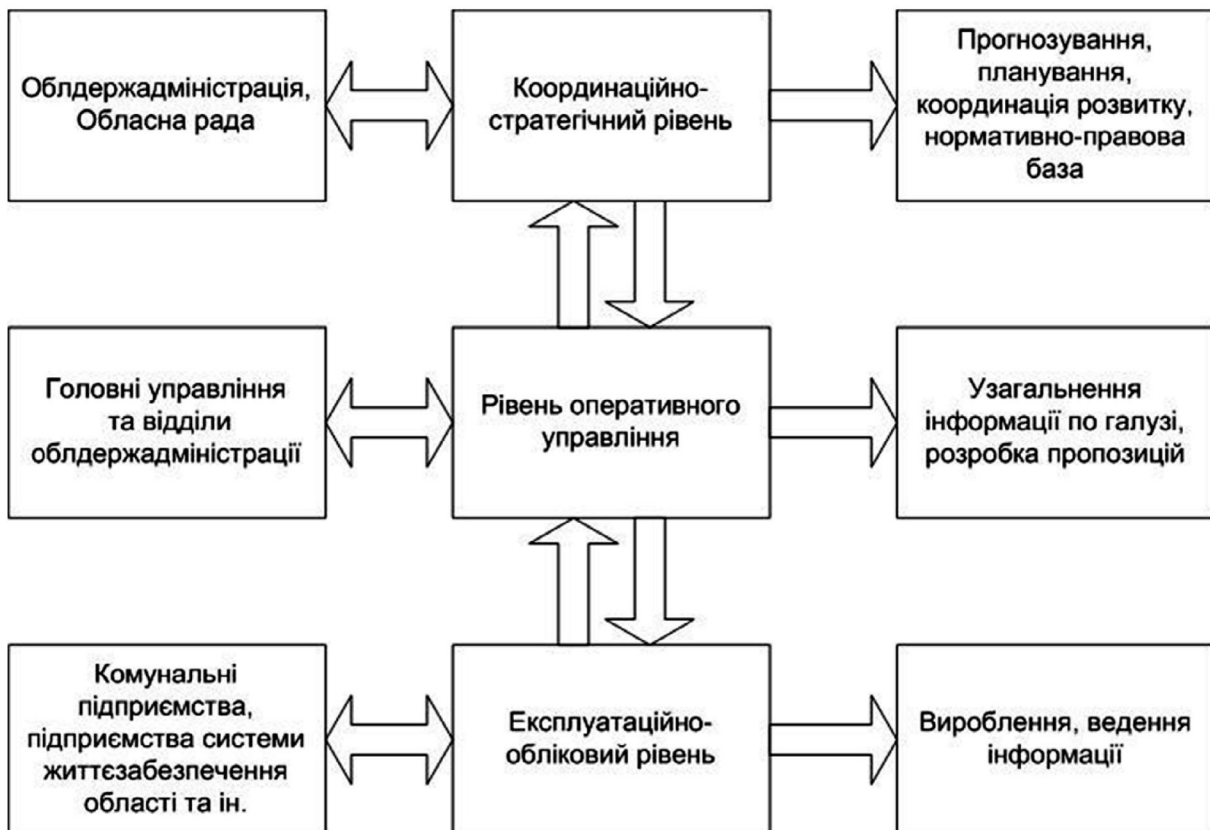 Облдержадміністрація,
Обласна рада
Координаційно-
стратегічний рівень
Прогнозування,
планування,
координація розвитку,
нормативно-правова
база
Головні управління
та відділи
облдержадміністрації
Рівень оперативного
управління
Узагальнення
інформації по галузі,
розробка пропозицій
Комунальні
підприємства,
підприємства системи
життєзабезпечення
області та ін.
Експлуатаційно-
обліковий рівень
Вироблення, ведення
інформації